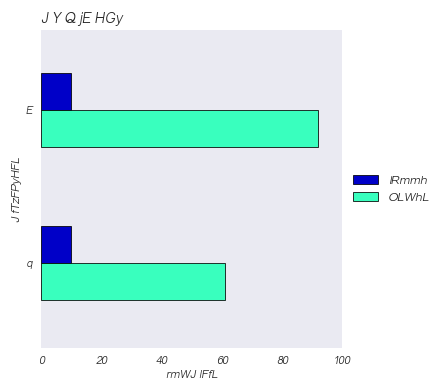 J Y Q jE HGy
E
q
J fTzFPyHFL
0 20 40 60 80 100
rmWJ lFfL
lRmmh
OLWhL